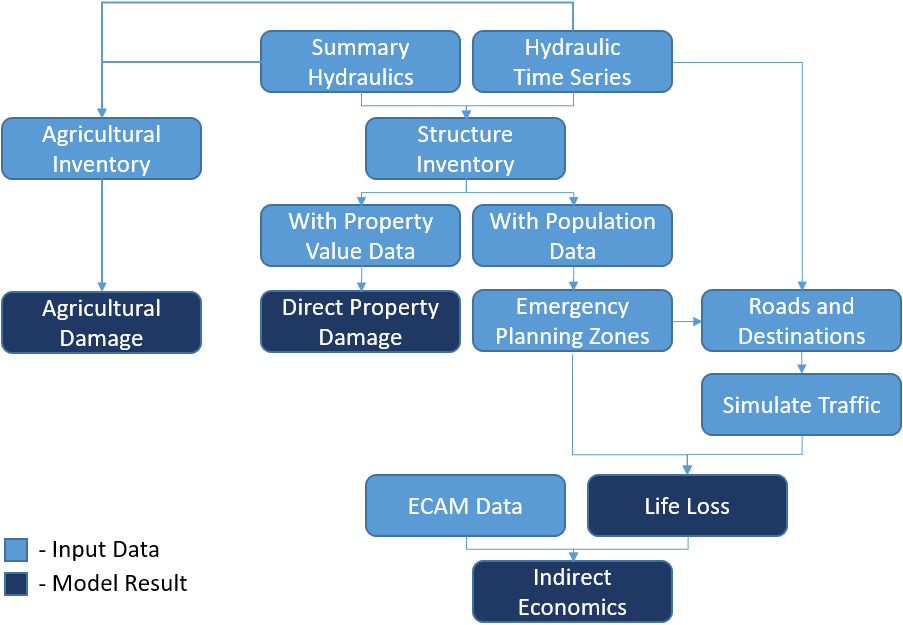 Summary
Hydraulics
Hydraulic
Time Series
Agricultural
Inventory
Structure
Inventory
With Property
Value Data
With Population
Data
Agricultural
Damage
Direct Property
Damage
Emergency
Planning Zones
Roads and
Destinations
Simulate Traffic
ECAM Data
Life Loss
- Input Data
- Model Result
Indirect
Economics